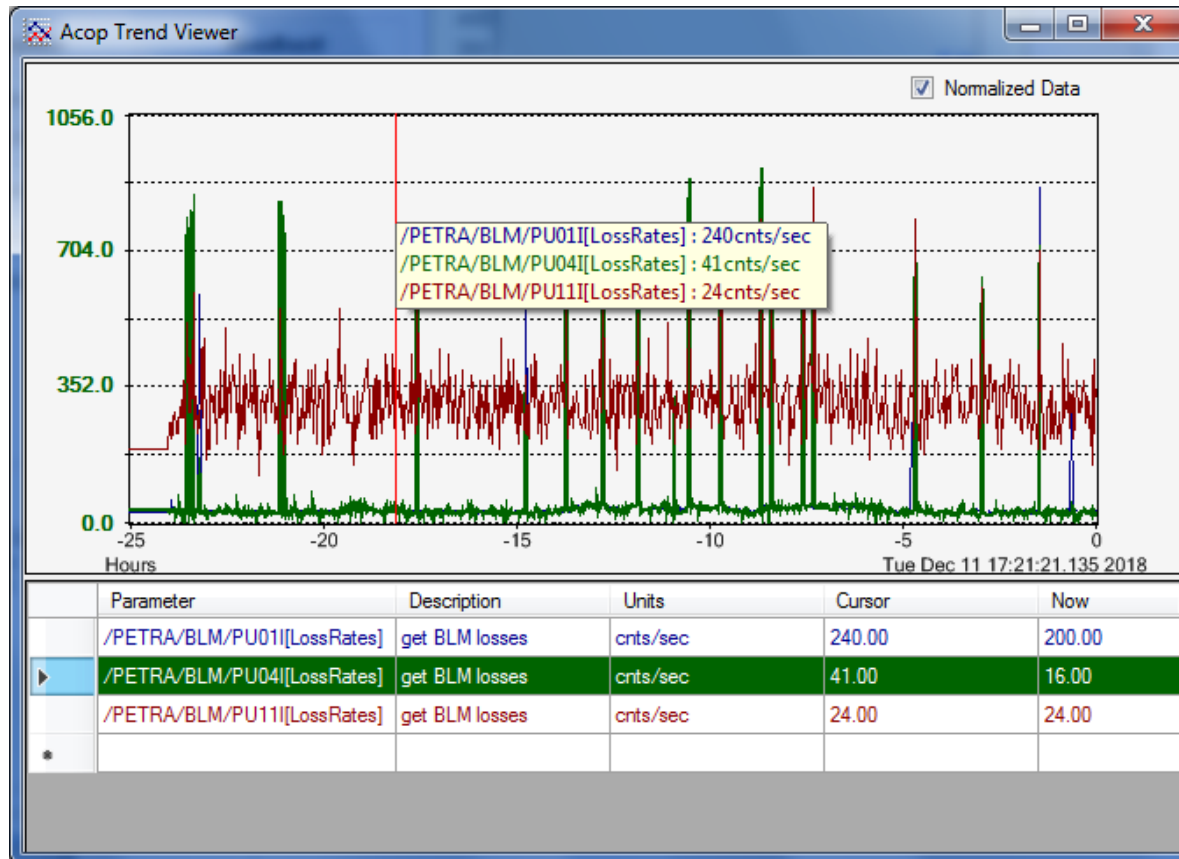 Acop Trend Viewer
Normalized Data
1056.0
704.0
352.0
0.0
/PETRA/BLM/PU01I[LossRates] : 240cnts/sec
/PETRA/BLM/PU04I[LossRates] : 41cnts/sec
/PETRA/BLM/PU11I[LossRates] : 24cnts/sec
-25 -20 -15 -10 -5 0
Hours Tue Dec 11 17:21:21.135 2018
Parameter Description Units Cursor Now
/PETRA/BLM/PU01I[LossRates] get BLM losses cnts/sec 240.00 200.00
/PETRA/BLM/PU04I[LossRates] get BLM losses cnts/sec 41.00 16.00
/PETRA/BLM/PU11I[LossRates] get BLM losses cnts/sec 24.00 24.00